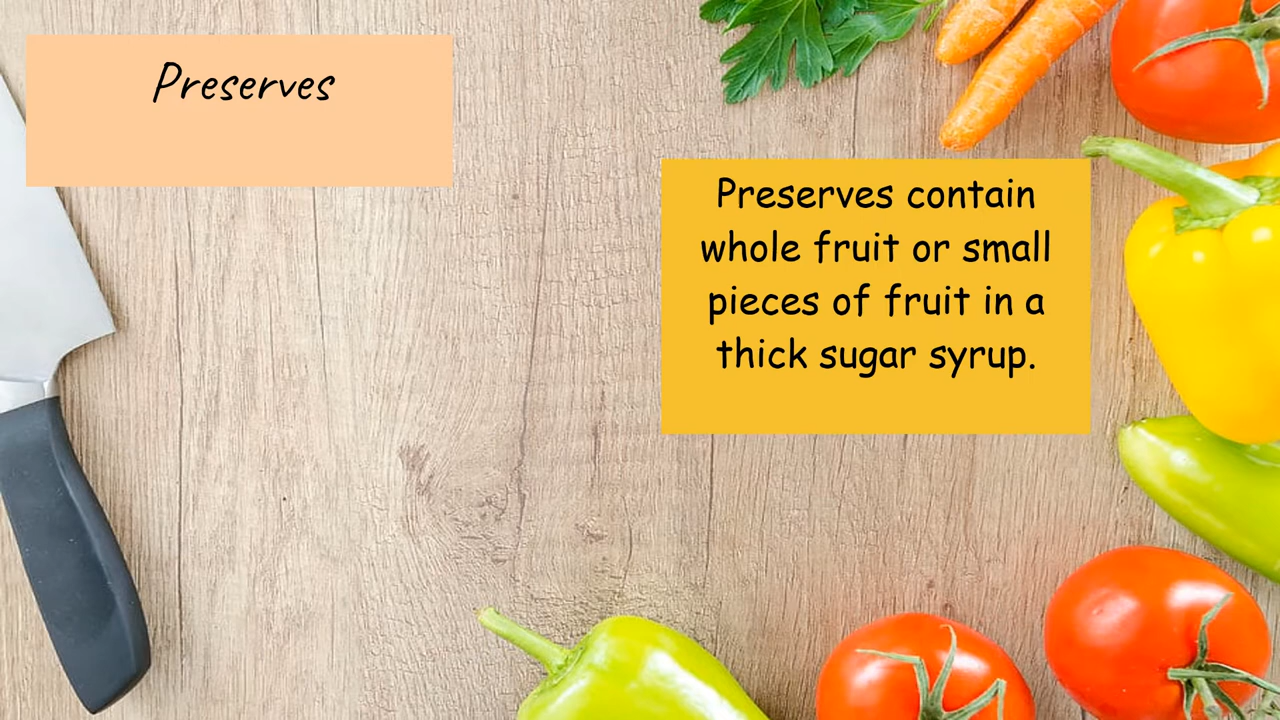 Preserves
Preserves contain
whole fruit or small
pieces of fruit in a
thick sugar syrup.